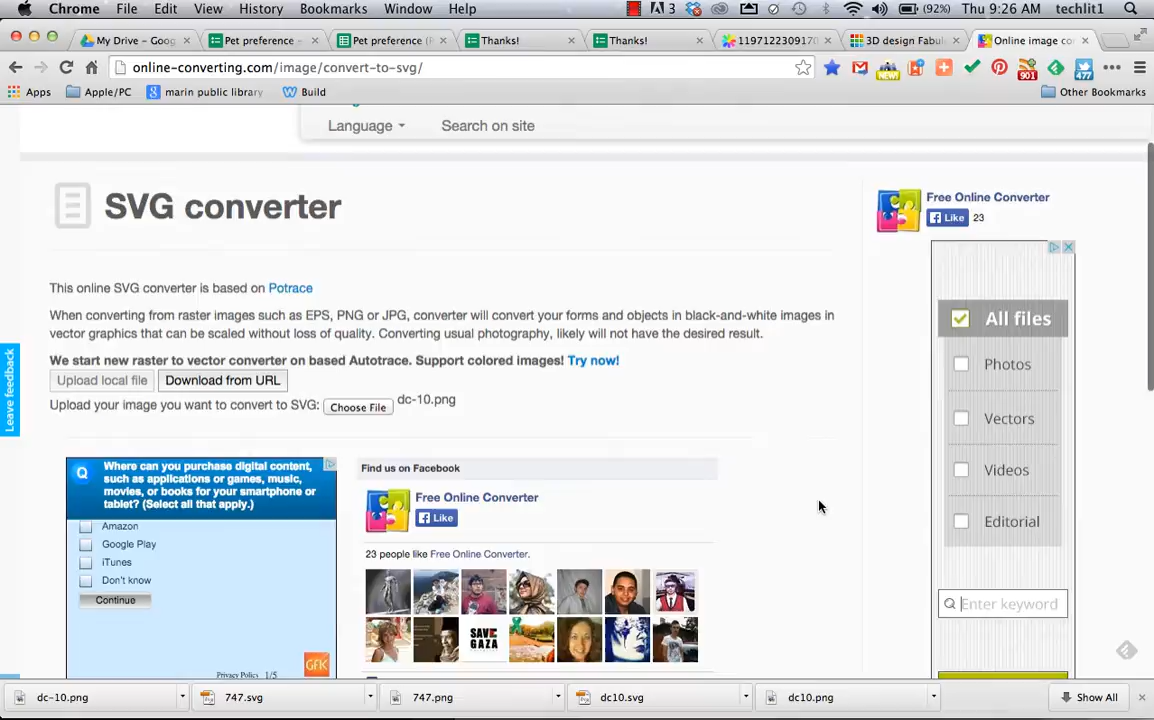 Chrome File Edit View History Bookmarks Window Help 3 (92%) Thu 9:26 AM techlit1
My Drive – Goog Pet preference – Pet preference (R Thanks! Thanks! 1197122309170 3D design Fabul Online image co
online-converting.com/image/convert-to-svg/ NEW 901 477
Apps Apple/PC marin public library Build Other Bookmarks
Language Search on site
SVG converter
Free Online Converter
Like 23
This online SVG converter is based on Potrace
When converting from raster images such as EPS, PNG or JPG, converter will convert your forms and objects in black-and-white images in
vector graphics that can be scaled without loss of quality. Converting usual photography, likely will not have the desired result.
We start new raster to vector converter on based Autotrace. Support colored images! Try now!
Upload local file Download from URL
Upload your image you want to convert to SVG: Choose File dc-10.png
Leave feedback
All files
Photos
Vectors
Videos
Editorial
Enter keyword
Q Where can you purchase digital content,
such as applications or games, music,
movies, or books for your smartphone or
tablet? (Select all that apply.)
Amazon
Google Play
iTunes
Don't know
Continue
GFK
Privacy Policy 1/5
Find us on Facebook
Free Online Converter
Like
23 people like Free Online Converter.
SAVE
GAZA
dc-10.png 747.svg 747.png dc10.svg dc10.png Show All